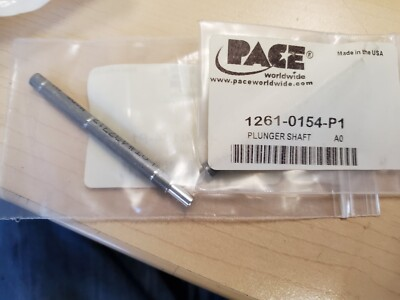 PACE®
worldwide
www.paceworldwide.com
Made in the USA
1261-0154-P1
PLUNGER SHAFT A0